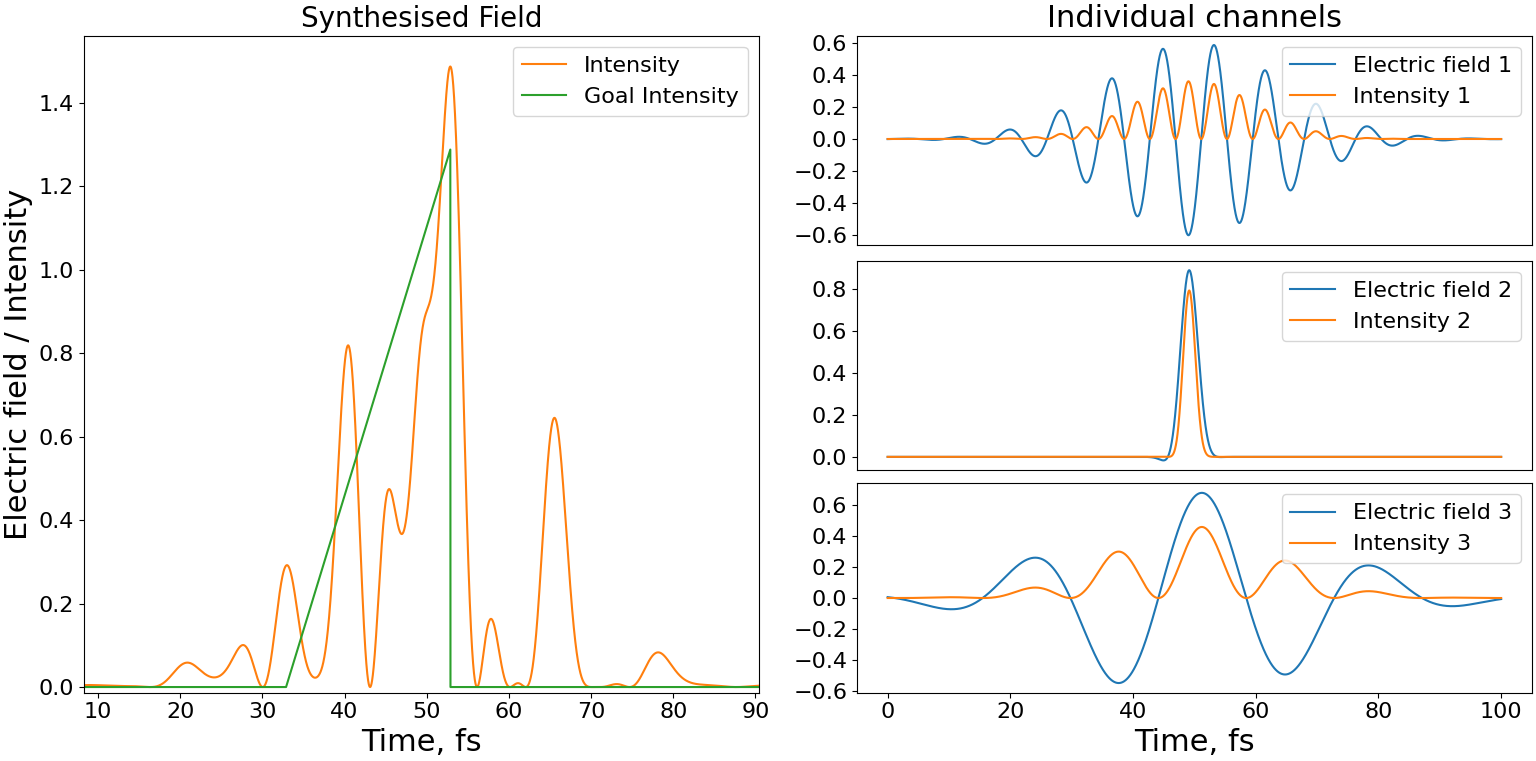 Synthesised Field
Electric field / Intensity
1.4
1.2
1.0
0.8
0.6
0.4
0.2
0.0
Intensity
Goal Intensity
10 20 30 40 50 60 70 80 90
Time, fs
Individual channels
0.6
0.4
0.2
0.0
−0.2
−0.4
−0.6
Electric field 1
Intensity 1
0.8
0.6
0.4
0.2
0.0
Electric field 2
Intensity 2
0.6
0.4
0.2
0.0
−0.2
−0.4
−0.6
Electric field 3
Intensity 3
0 20 40 60 80 100
Time, fs